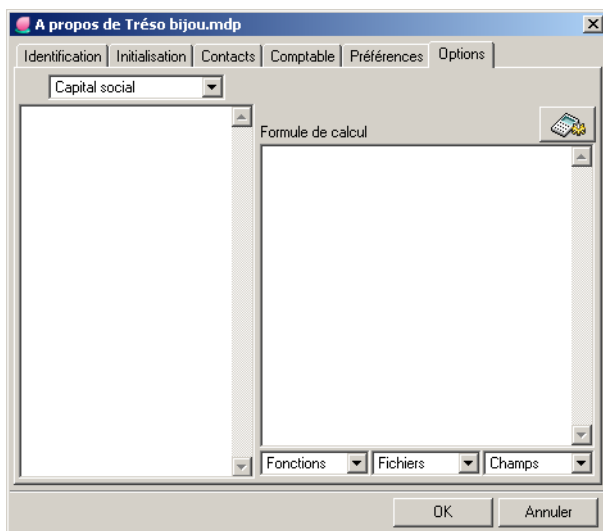 A propos de Tréso bijou.mdp
Identification Initialisation Contacts Comptable Préférences Options
Capital social
Formule de calcul
Fonctions Fichiers Champs
OK Annuler